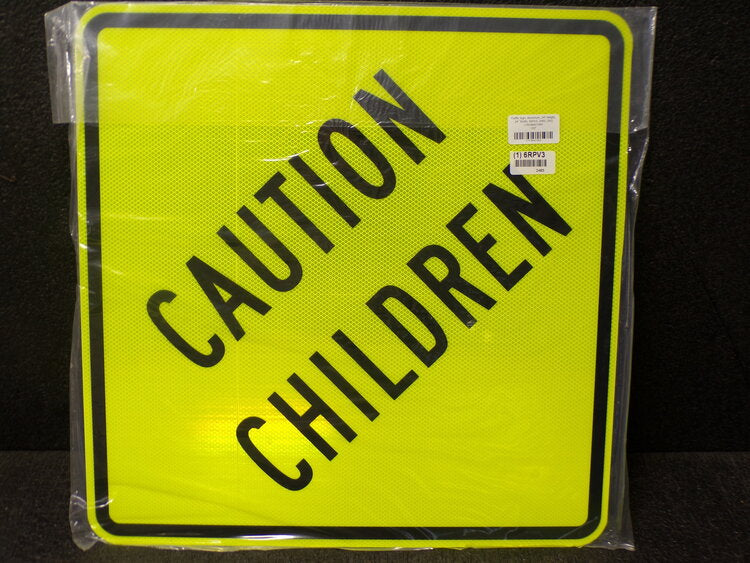 CAUTION
CHILDREN
(1) 6RPV3